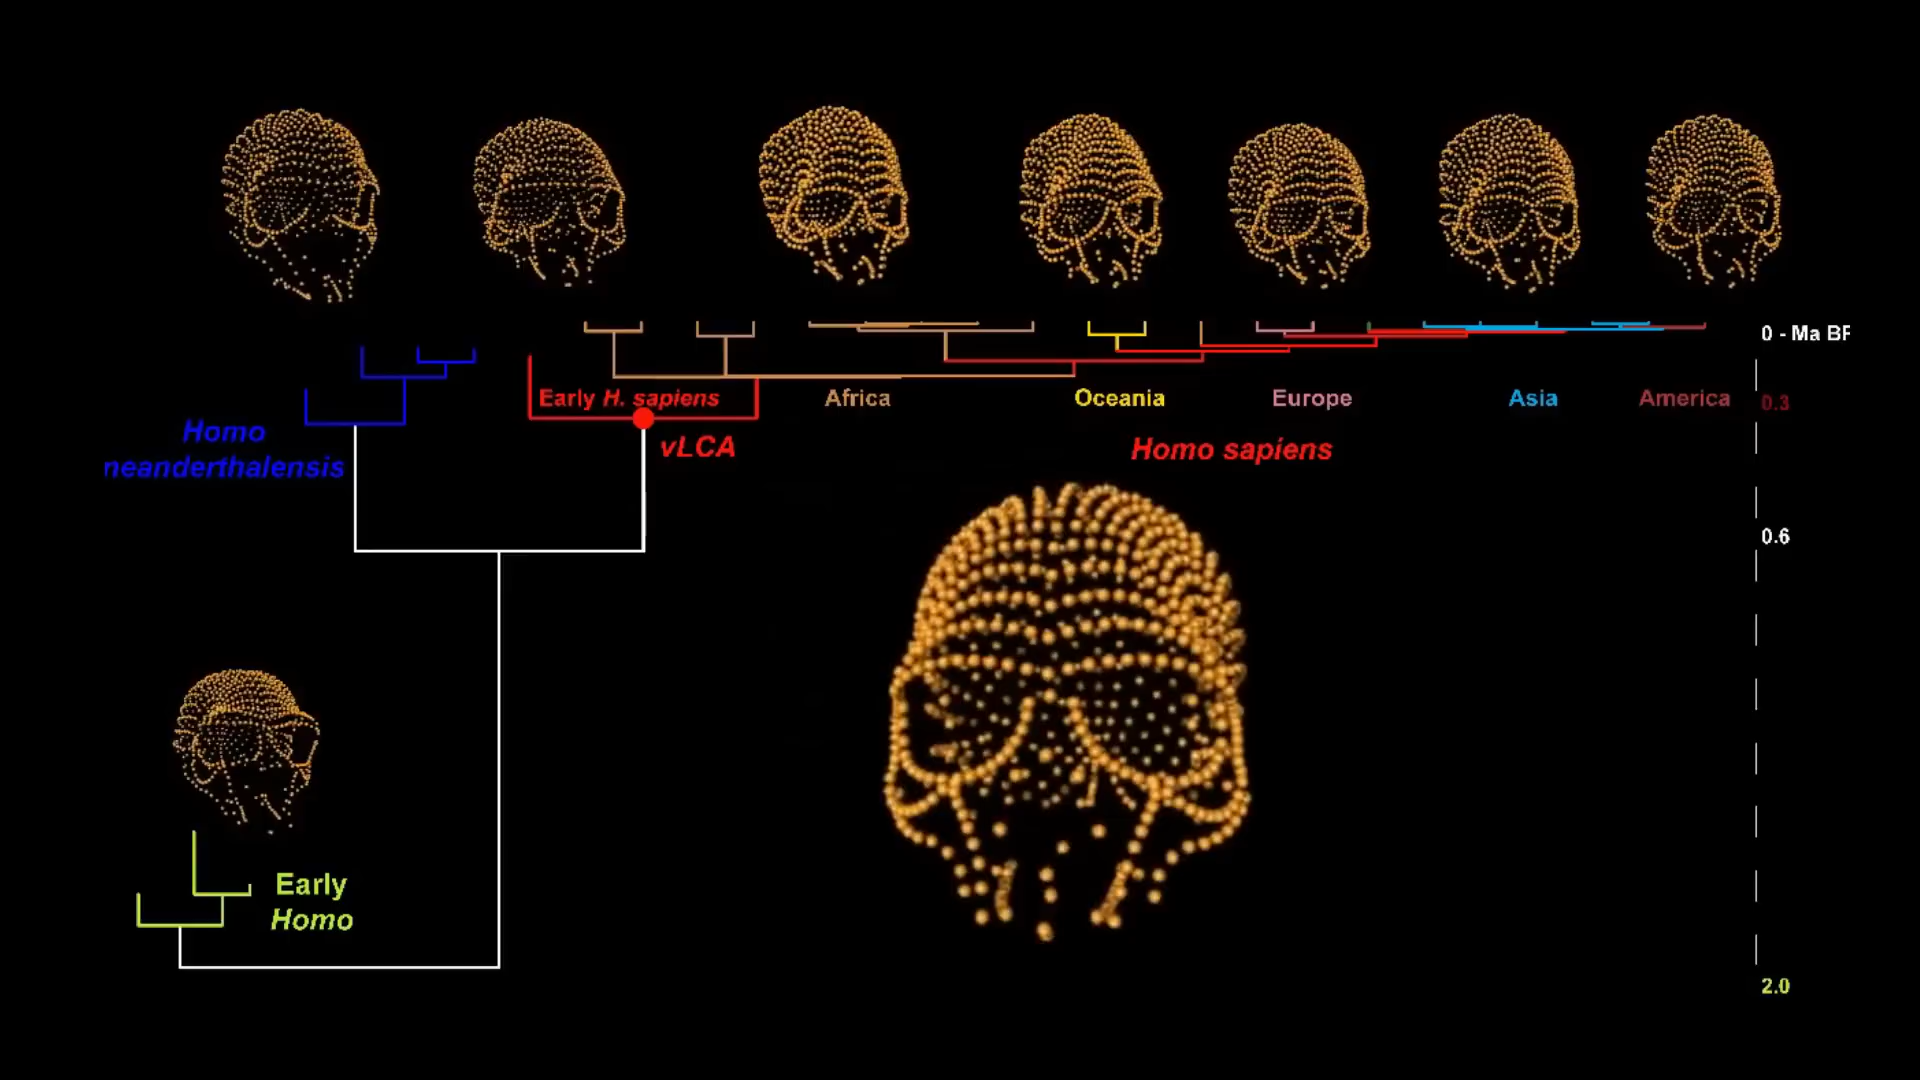 0 - Ma BP
Early H. sapiens
Africa
Oceania
Europe
Asia
America
0.3
Homo
neanderthalensis
vLCA
Homo sapiens
0.6
Early
Homo
2.0